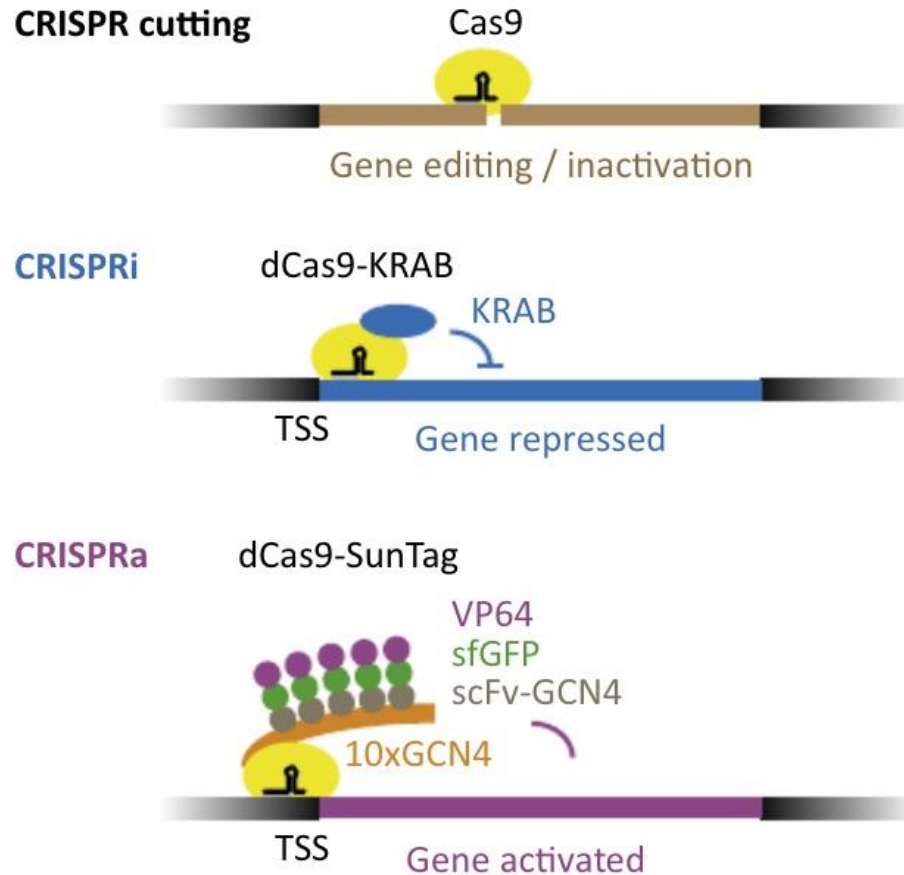 CRISPR cutting
Cas9
Gene editing / inactivation
CRISPRi
dCas9-KRAB
KRAB
TSS
Gene repressed
CRISPRa
dCas9-SunTag
VP64
sfGFP
scFv-GCN4
10xGCN4
TSS
Gene activated